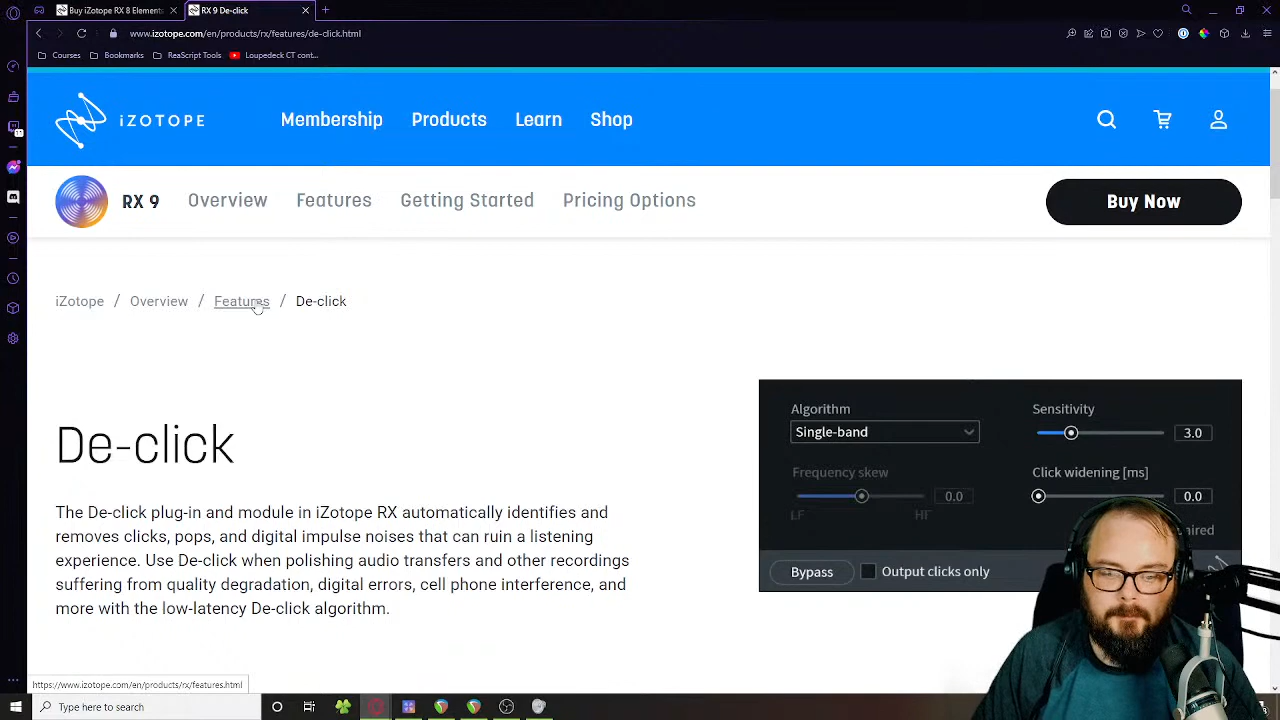 Buy iZotope RX 8 Elements
RX 9 De-click
www.izotope.com/en/products/rx/features/de-click.html
Courses
Bookmarks
ReaScript Tools
Loupedeck CT cont...
iZOTOPE
Membership
Products
Learn
Shop
RX 9
Overview
Features
Getting Started
Pricing Options
Buy Now
iZotope / Overview / Features / De-click
De-click
The De-click plug-in and module in iZotope RX automatically identifies and
removes clicks, pops, and digital impulse noises that can ruin a listening
experience. Use De-click when polishing audio transfers and other recordings
suffering from quality degradation, digital errors, cell phone interference, and
more with the low-latency De-click algorithm.
Algorithm
Single-band
Sensitivity
3.0
Frequency skew
0.0
LF
HF
Click widening [ms]
0.0
Bypass
Output clicks only
https://www.izotope.com/en/products/rx/features.html
Type here to search